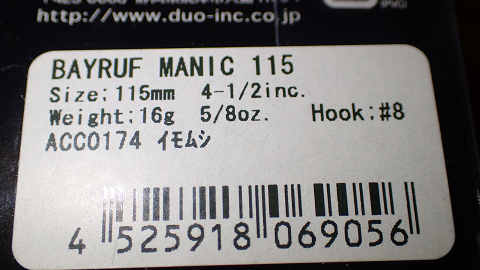 http://www.duo-inc.co.jp
BAYRUF MANIC 115
Size;115mm 4-1/2inc.
Weight;16g 5/8oz. Hook;#8
ACC0174 ｲﾓﾑｼ
4 525918 069056